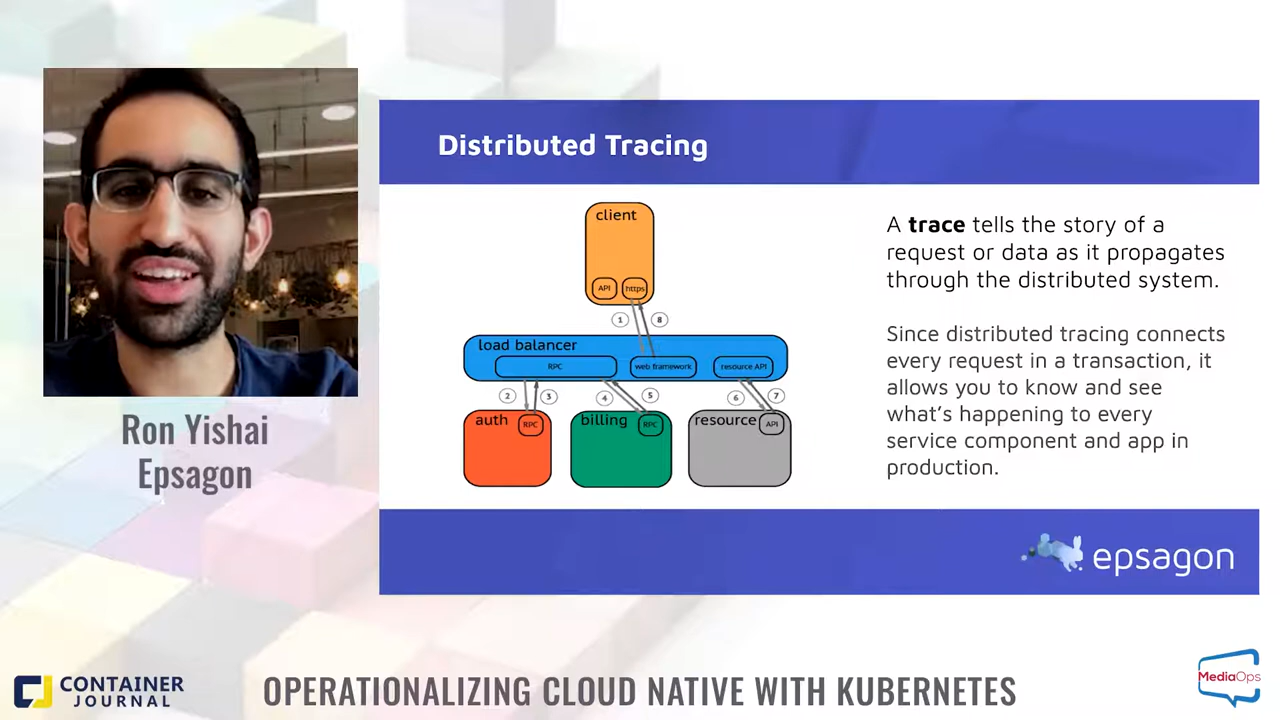 Distributed Tracing
client
API https
1 8
load balancer
RPC web framework resource API
2 3 4 5 6 7
auth RPC billing RPC resource API
A trace tells the story of a
request or data as it propagates
through the distributed system.
Since distributed tracing connects
every request in a transaction, it
allows you to know and see
what's happening to every
service component and app in
production.
epsagon
Ron Yishai
Epsagon
CONTAINER
JOURNAL
OPERATIONALIZING CLOUD NATIVE WITH KUBERNETES
MediaOps